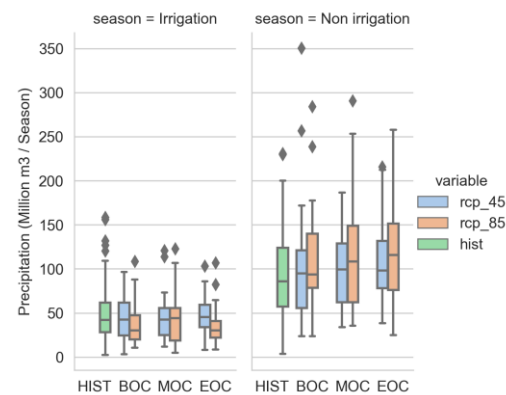 season = Irrigation
season = Non irrigation
Precipitation (Million m3 / Season)
350
300
250
200
150
100
50
0
HIST BOC MOC EOC
HIST BOC MOC EOC
variable
rcp_45
rcp_85
hist